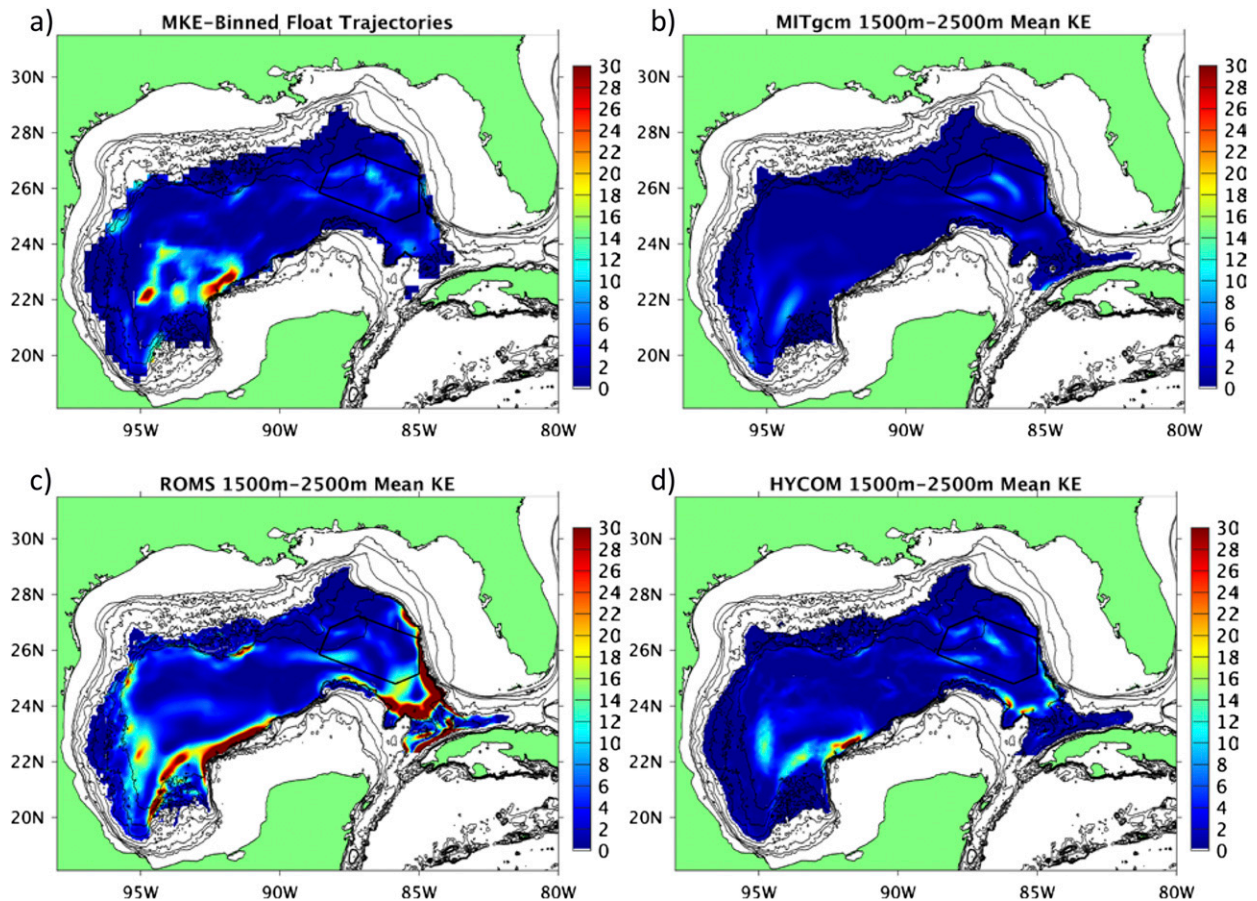 a) MKE-Binned Float Trajectories
30N
28N
26N
24N
22N
20N
95W 90W 85W 80W
30
28
26
24
22
20
18
16
14
12
10
8
6
4
2
0
b) MITgcm 1500m-2500m Mean KE
30N
28N
26N
24N
22N
20N
95W 90W 85W 80W
30
28
26
24
22
20
18
16
14
12
10
8
6
4
2
0
c) ROMS 1500m-2500m Mean KE
30N
28N
26N
24N
22N
20N
95W 90W 85W 80W
30
28
26
24
22
20
18
16
14
12
10
8
6
4
2
0
d) HYCOM 1500m-2500m Mean KE
30N
28N
26N
24N
22N
20N
95W 90W 85W 80W
30
28
26
24
22
20
18
16
14
12
10
8
6
4
2
0